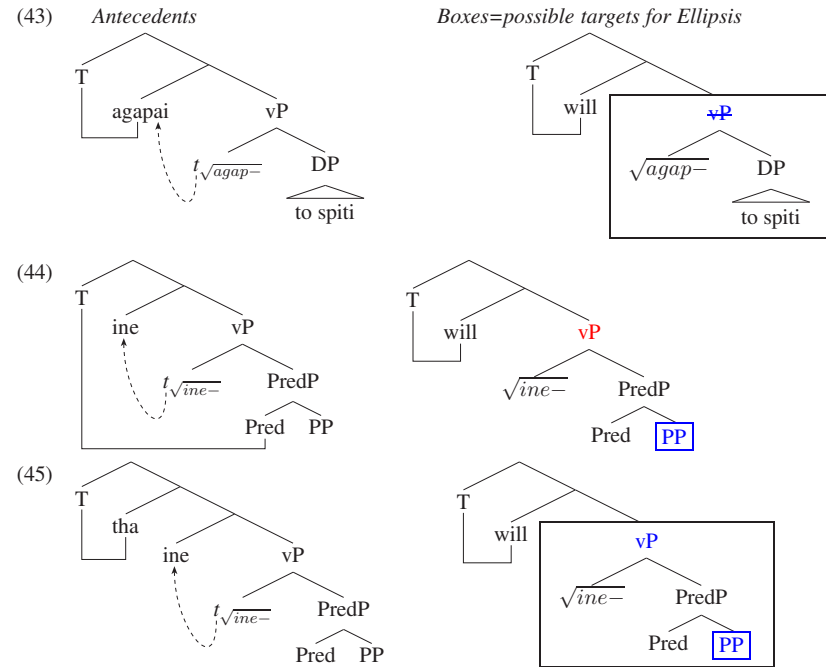 (43) Antecedents Boxes=possible targets for Ellipsis
T T
agapai vP will vP
t√agap− DP √agap− DP
to spiti to spiti
(44)
T T
ine vP will vP
t√ine− PredP √ine− PredP
Pred PP Pred PP
(45)
T T
tha will
ine vP vP
t√ine− PredP √ine− PredP
Pred PP Pred PP